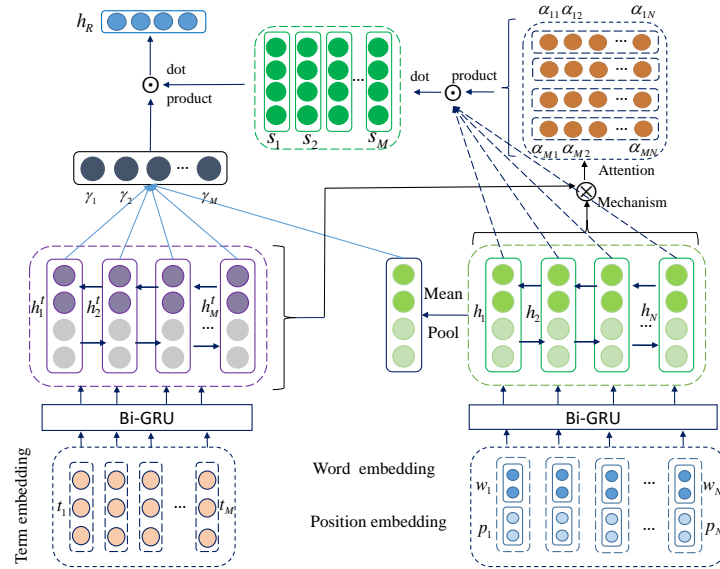 h_R
α_11 α_12 α_1N
...
...
dot
product
dot product
...
...
s_1 s_2 s_M
α_M1 α_M2 α_MN
...
Attention
Mechanism
γ_1 γ_2 γ_M
h_1^t h_2^t h_M^t
...
Mean
Pool
h_1 h_2 h_N
...
Bi-GRU
Bi-GRU
Term embedding
t_1 ... t_M
Word embedding
w_1 ... w_N
Position embedding
p_1 ... p_N